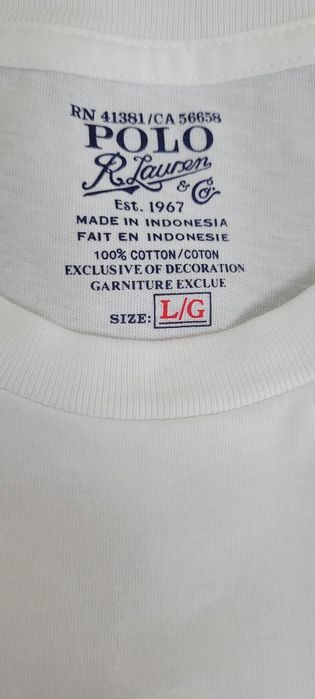 RN 41381/CA 56658
POLO
R. Lauren
& Co.
Est. 1967
MADE IN INDONESIA
FAIT EN INDONESIE
100% COTTON/COTON
EXCLUSIVE OF DECORATION
GARNITURE EXCLUE
SIZE: L/G